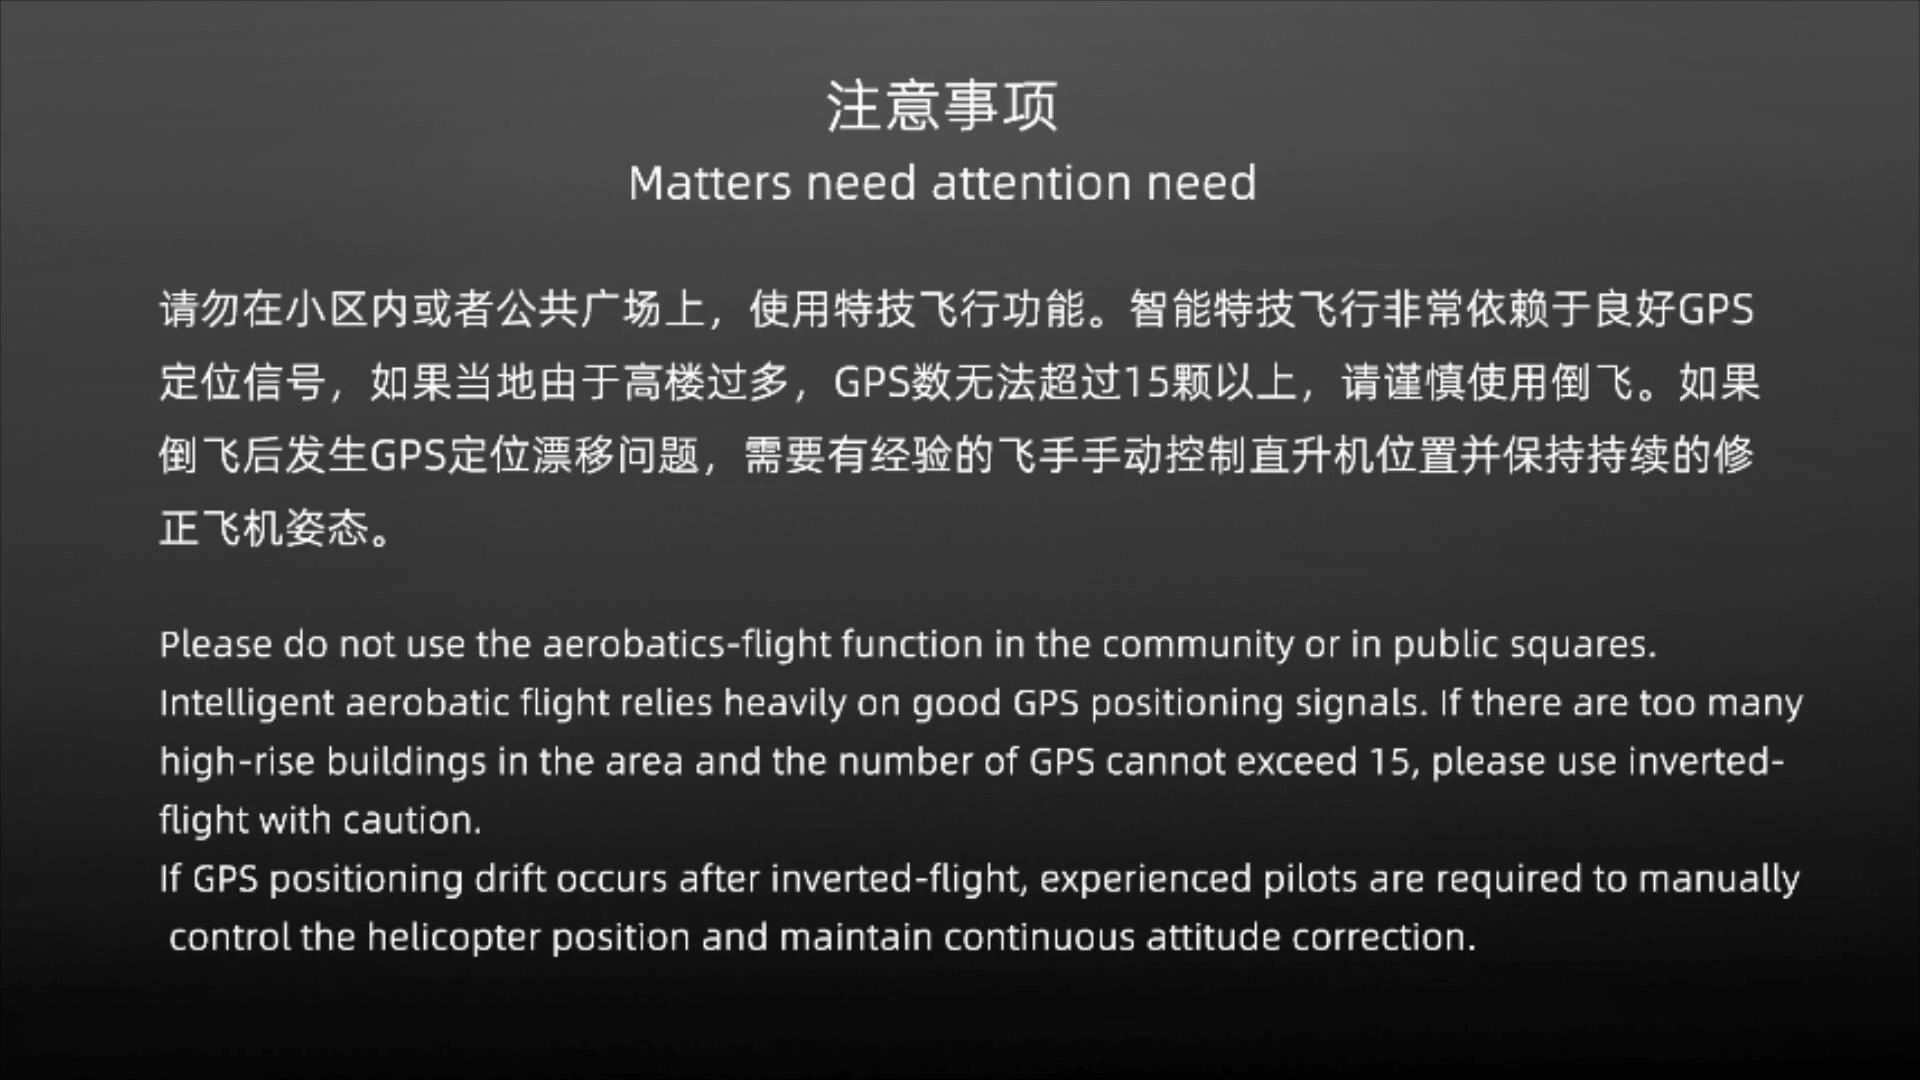 注意事项
Matters need attention need
请勿在小区内或者公共广场上，使用特技飞行功能。智能特技飞行非常依赖于良好GPS
定位信号，如果当地由于高楼过多，GPS数无法超过15颗以上，请谨慎使用倒飞。如果
倒飞后发生GPS定位漂移问题，需要有经验的飞手手动控制直升机位置并保持持续的修
正飞机姿态。
Please do not use the aerobatics-flight function in the community or in public squares.
Intelligent aerobatic flight relies heavily on good GPS positioning signals. If there are too many
high-rise buildings in the area and the number of GPS cannot exceed 15, please use inverted-
flight with caution.
If GPS positioning drift occurs after inverted-flight, experienced pilots are required to manually
control the helicopter position and maintain continuous attitude correction.